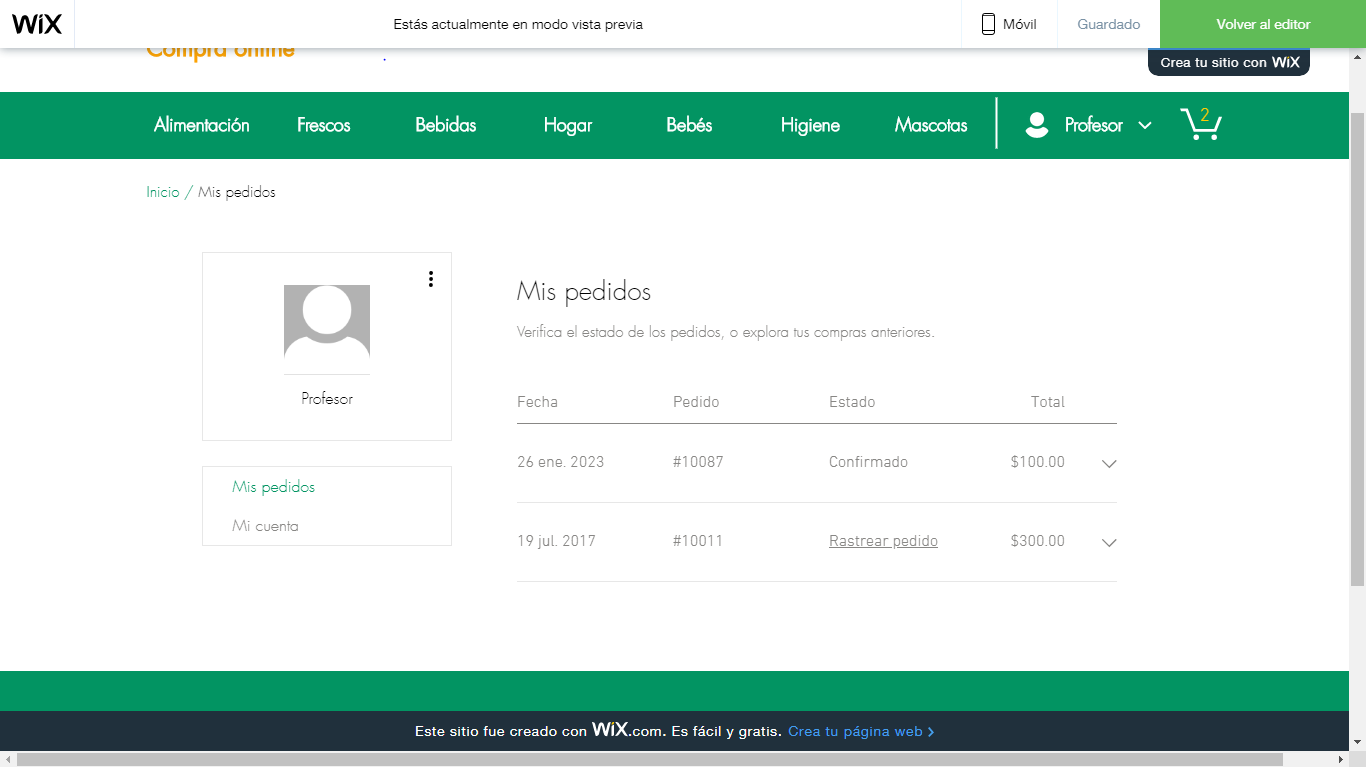 WiX
Estás actualmente en modo vista previa
Móvil
Guardado
Volver al editor
Compra online
Crea tu sitio con WiX
Alimentación Frescos Bebidas Hogar Bebés Higiene Mascotas Profesor 2
Inicio / Mis pedidos
Profesor
Mis pedidos
Mi cuenta
Mis pedidos
Verifica el estado de los pedidos, o explora tus compras anteriores.
Fecha Pedido Estado Total
26 ene. 2023 #10087 Confirmado $100.00
19 jul. 2017 #10011 Rastrear pedido $300.00
Este sitio fue creado con WiX.com. Es fácil y gratis. Crea tu página web >